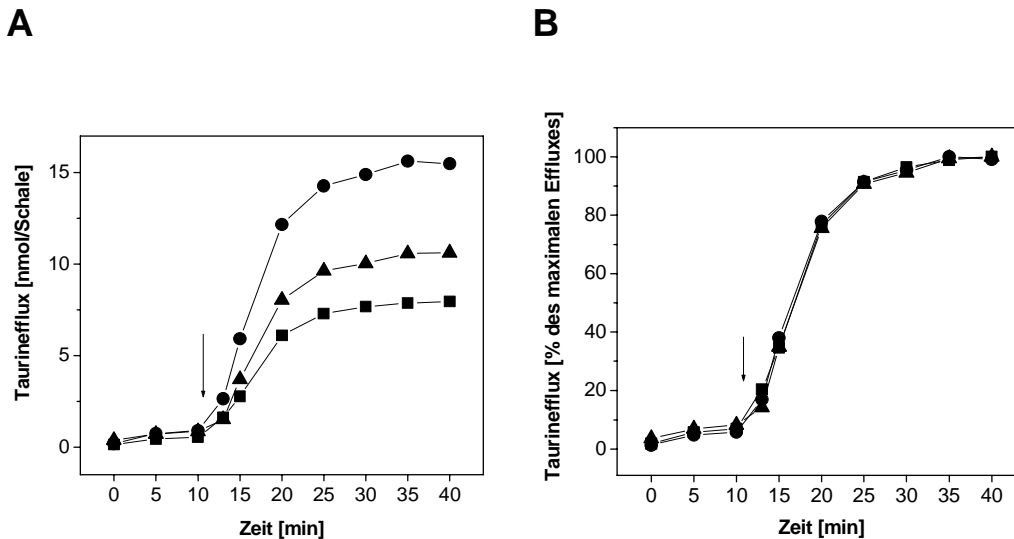 A
Taurinefflux [nmol/Schale]
15
10
5
0
0 5 10 15 20 25 30 35 40
Zeit [min]
B
Taurinefflux [% des maximalen Effluxes]
100
80
60
40
20
0
0 5 10 15 20 25 30 35 40
Zeit [min]